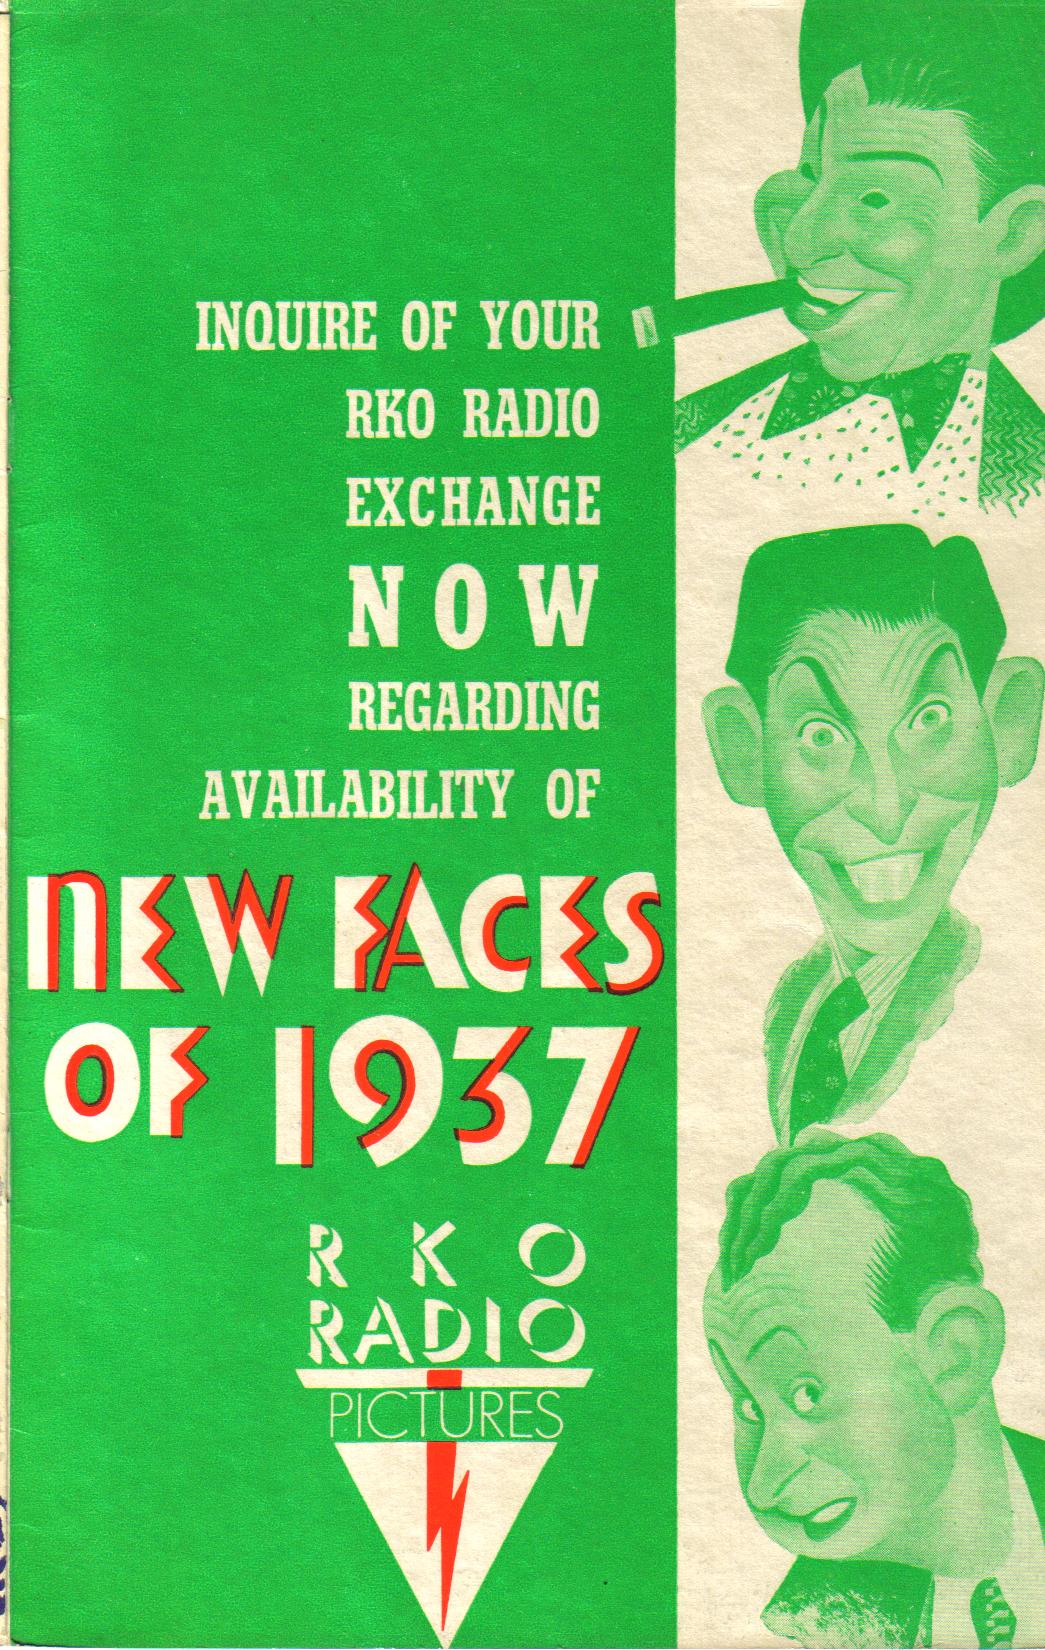 INQUIRE OF YOUR
RKO RADIO
EXCHANGE
NOW
REGARDING
AVAILABILITY OF
NEW FACES
OF 1937
RKO
RADIO
PICTURES